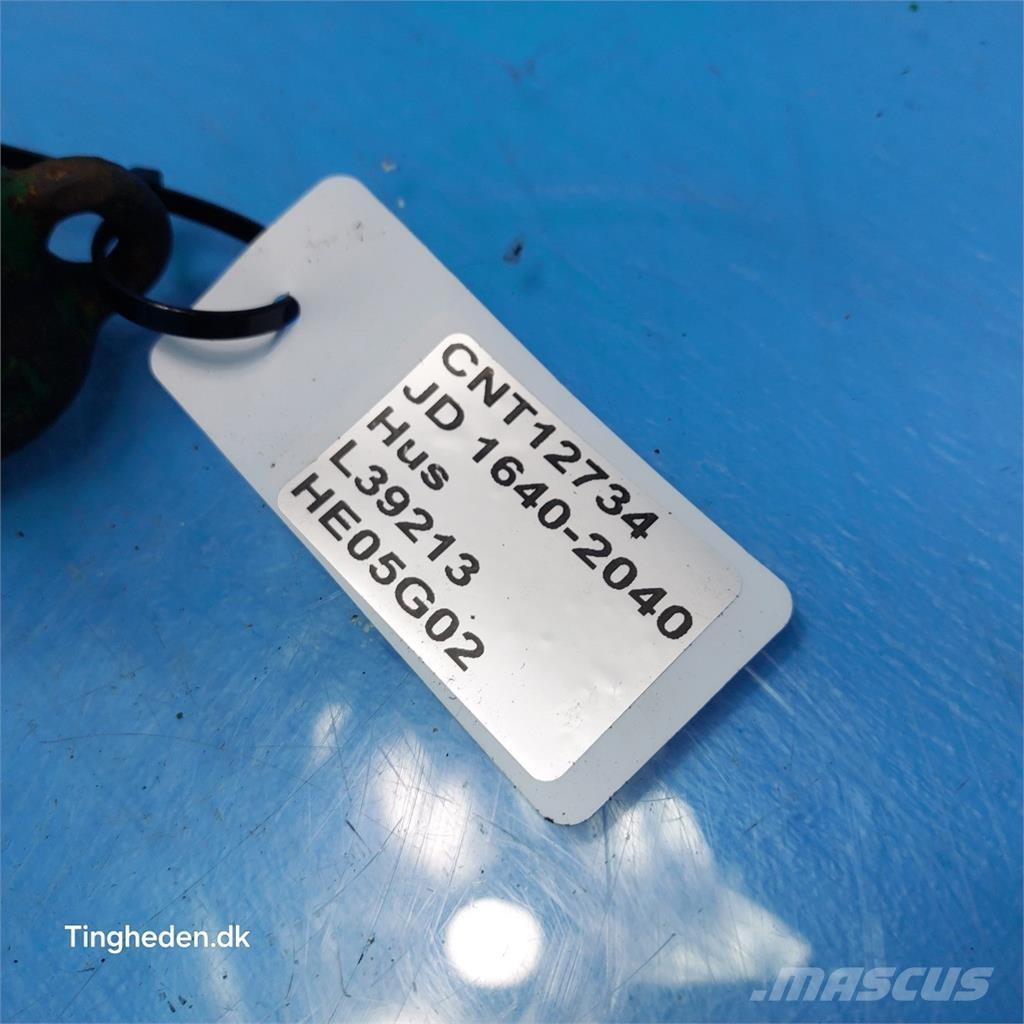 CNT12734
JD 1640-2040
Hus
L39213
HE05G02
Tingheden.dk
.MASCUS